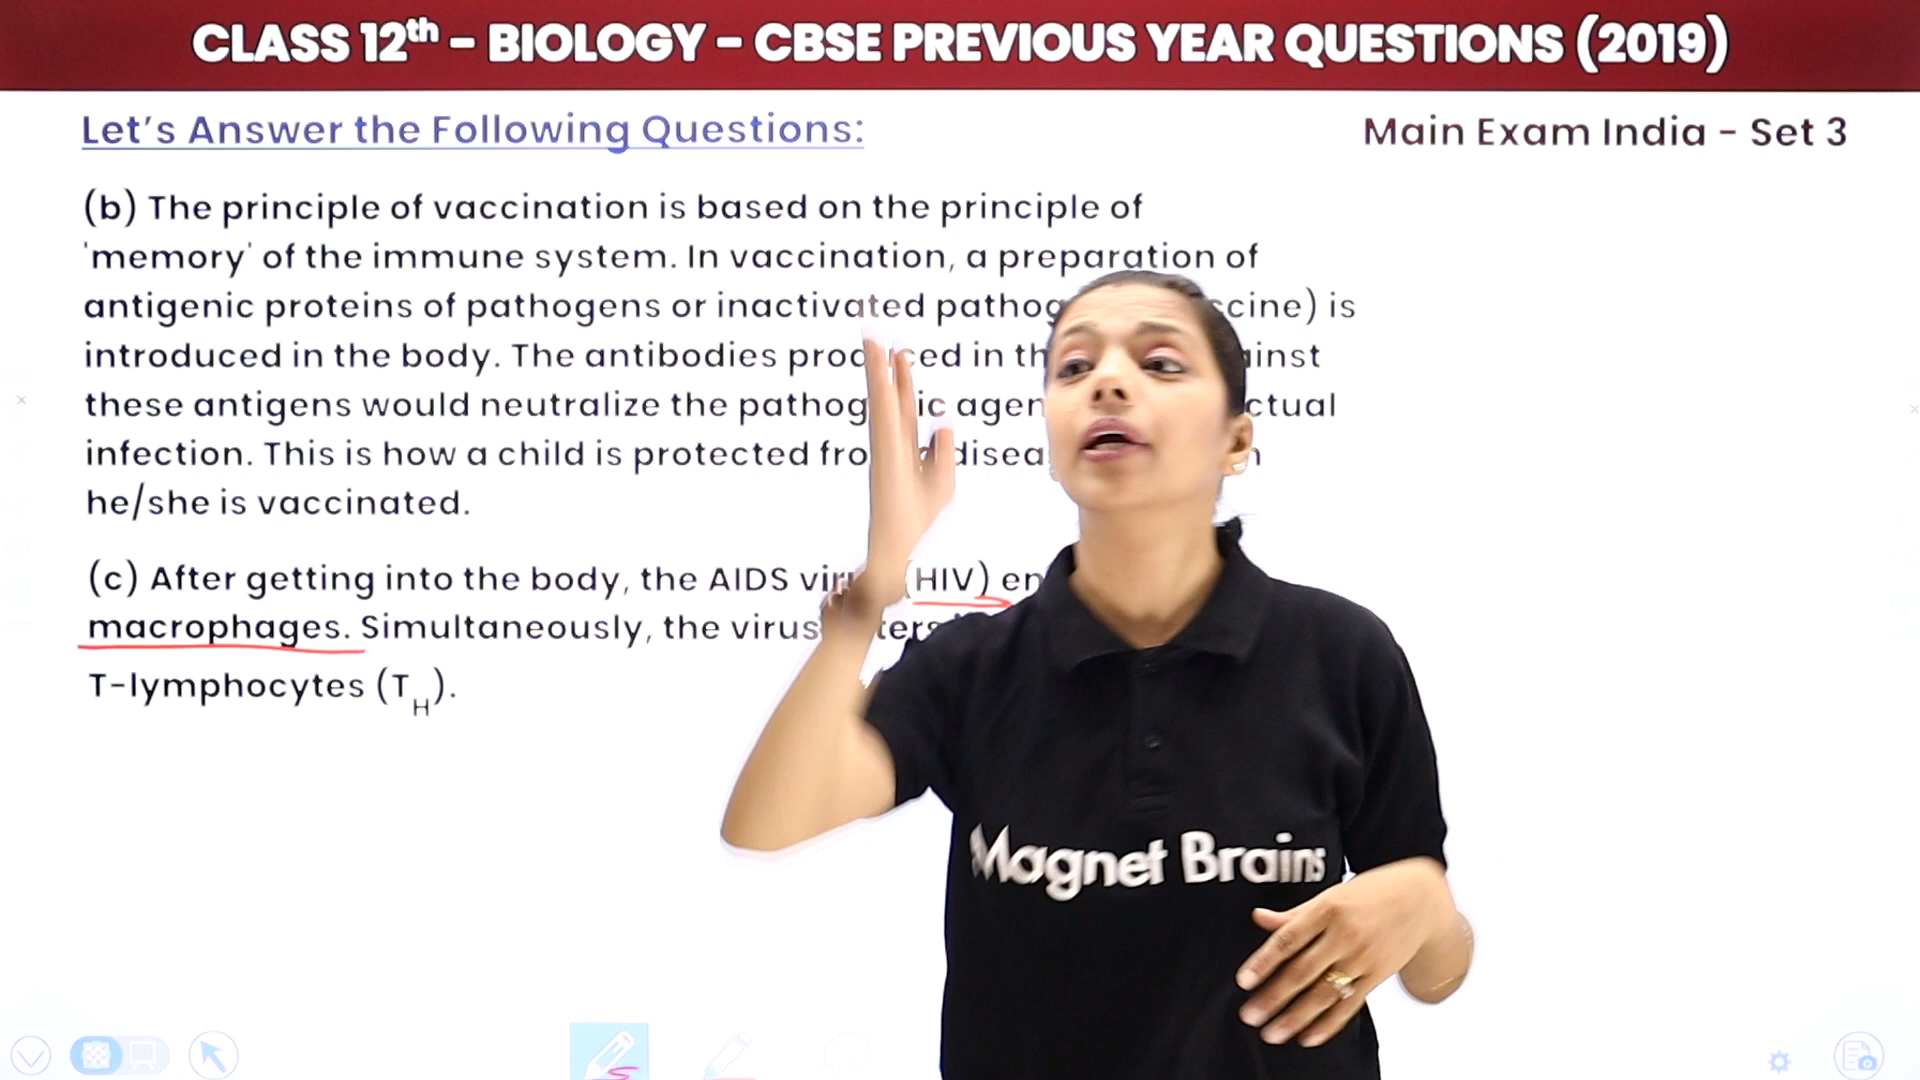 CLASS 12th - BIOLOGY - CBSE PREVIOUS YEAR QUESTIONS (2019)
Let's Answer the Following Questions:
Main Exam India - Set 3
(b) The principle of vaccination is based on the principle of
'memory' of the immune system. In vaccination, a preparation of
antigenic proteins of pathogens or inactivated is
introduced in the body. The antibodies in
these antigens would neutralize the
infection. This is how a child is protected
he/she is vaccinated.
(c) After getting into the body, the AIDS (HIV)
macrophages. Simultaneously, the virus
T-lymphocytes (TH).
Magnet Brains